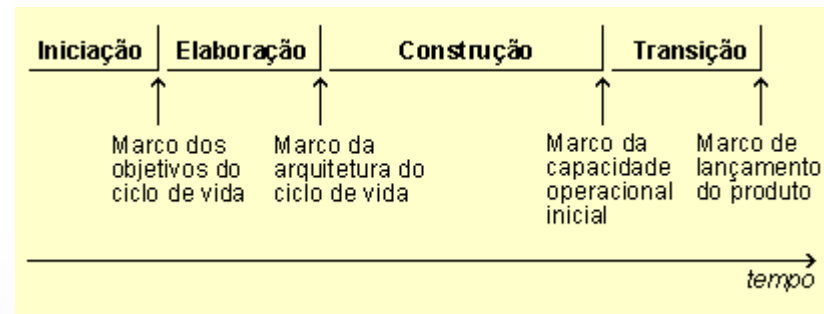 Iniciação Elaboração Construção Transição
Marco dos
objetivos do
ciclo de vida
Marco da
arquitetura do
ciclo de vida
Marco da
capacidade
operacional
inicial
Marco de
lançamento
do produto
tempo